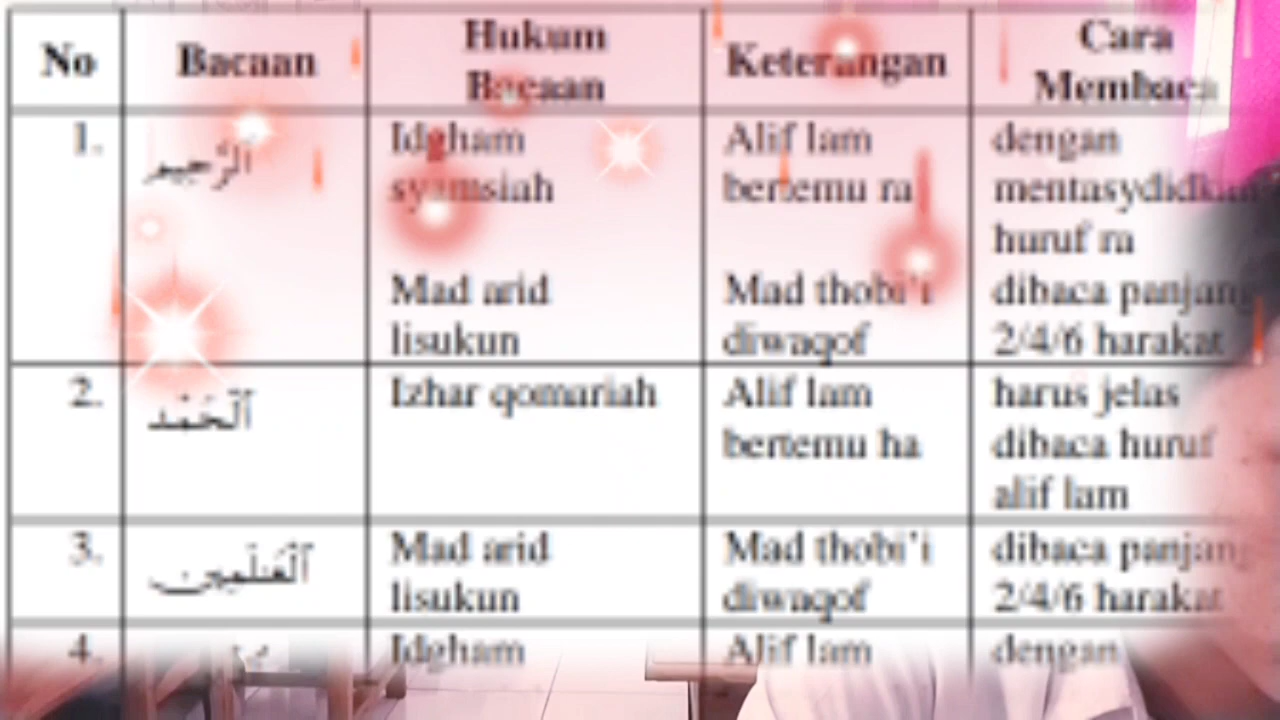 No Bacaan Hukum Bacaan Keterangan Cara Membaca
1. الرَّحِيمِ Idgham syamsiah Alif lam bertemu ra dengan mentasydidkan huruf ra
Mad arid lisukun Mad thobi'i diwaqof dibaca panjang 2/4/6 harakat
2. ٱلْحَمْد Izhar qomariah Alif lam bertemu ha harus jelas dibaca huruf alif lam
3. ٱلْعَـٰلَمِين Mad arid lisukun Mad thobi'i diwaqof dibaca panjang 2/4/6 harakat
4. Idgham Alif lam dengan